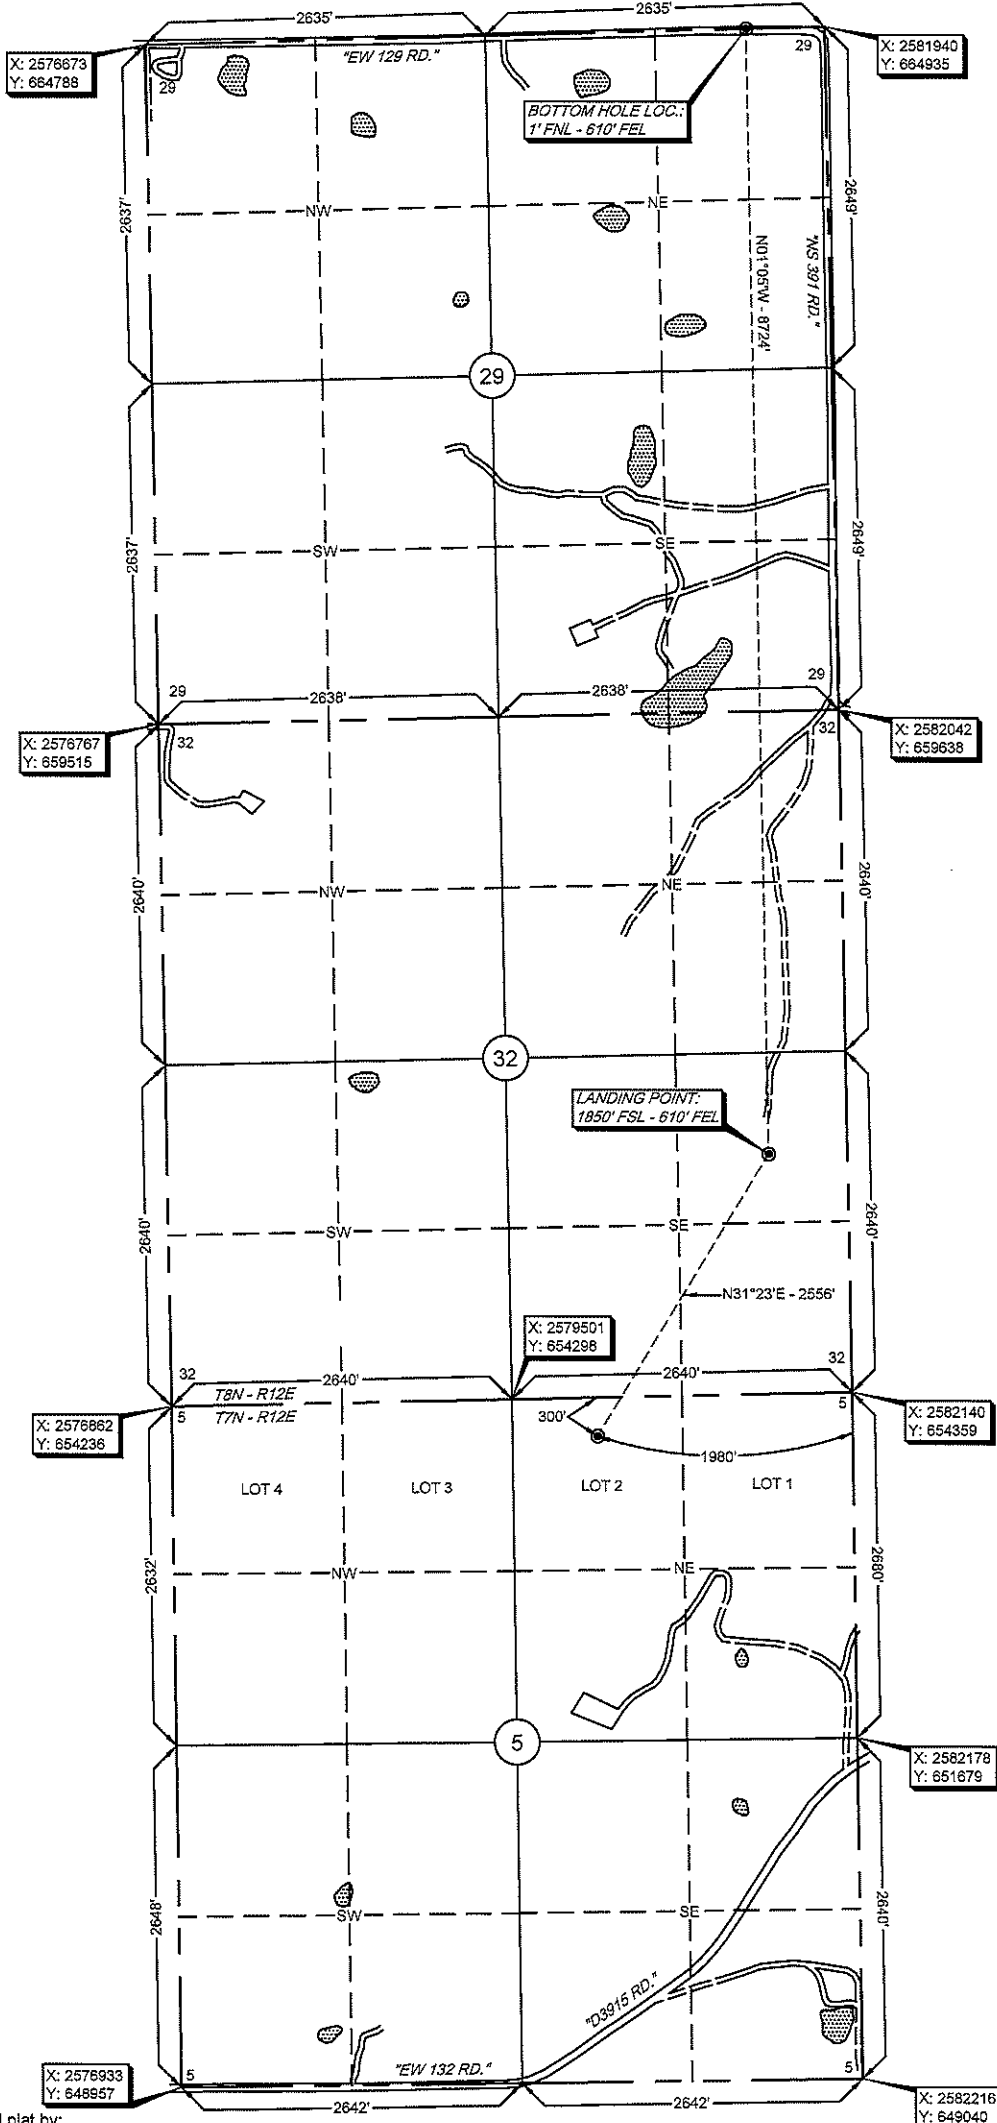 2635'
2635'
X: 2576673
Y: 664788
"EW 129 RD."
29
29
X: 2581940
Y: 664935
BOTTOM HOLE LOC.:
1' FNL - 610' FEL
2637'
NW
NE
N01°05'W - 8724'
"NS 391 RD."
2649'
29
2637'
SW
SE
2649'
29
2638'
2638'
29
X: 2576767
Y: 659515
32
32
X: 2582042
Y: 659638
2640'
NW
NE
2640'
32
LANDING POINT:
1850' FSL - 610' FEL
2640'
SW
SE
2640'
N31°23'E - 2556'
X: 2579501
Y: 654298
32
T8N - R12E
2640'
2640'
32
X: 2576862
Y: 654236
5
T7N - R12E
300'
5
X: 2582140
Y: 654359
1980'
LOT 4
LOT 3
LOT 2
LOT 1
2632'
NW
NE
2680'
5
X: 2582178
Y: 651679
2648'
SW
SE
2640'
"D3915 RD."
X: 2576933
Y: 648957
5
"EW 132 RD."
5
2642'
2642'
X: 2582216
Y: 649040
plat by: